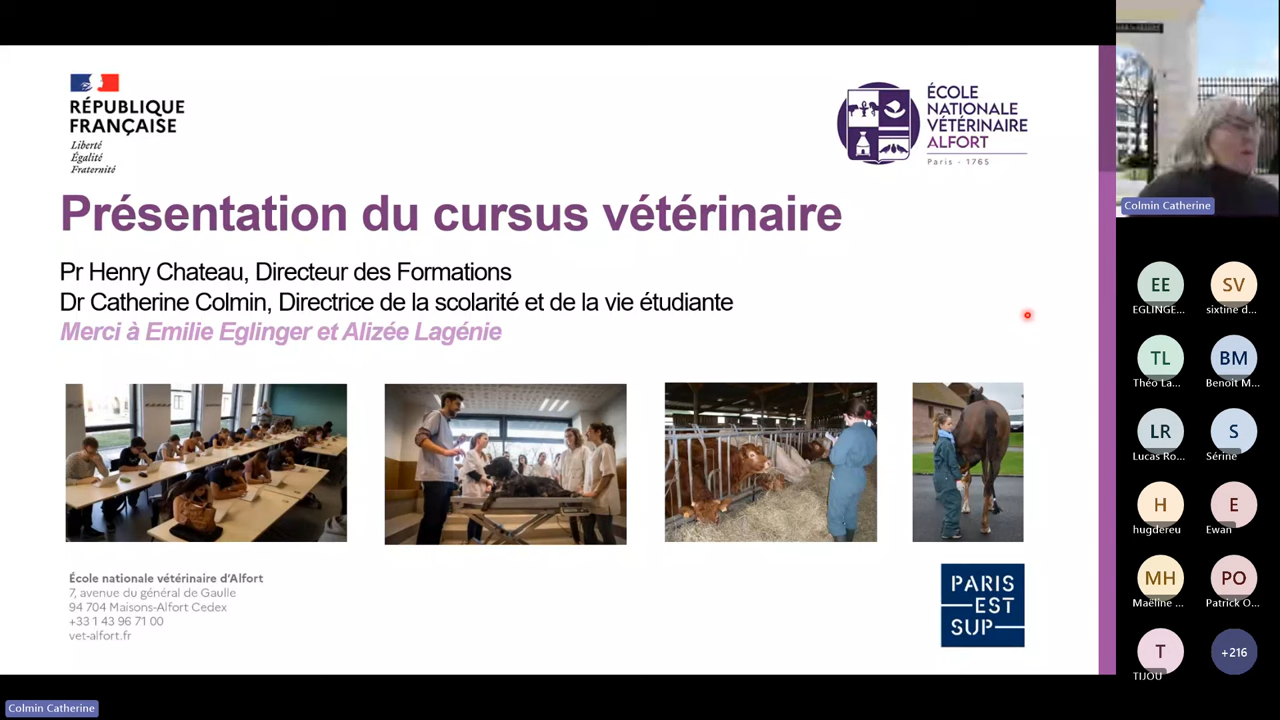 RÉPUBLIQUE
FRANÇAISE
Liberté
Égalité
Fraternité
ÉCOLE
NATIONALE
VÉTÉRINAIRE
ALFORT
Paris - 1765
Présentation du cursus vétérinaire
Pr Henry Chateau, Directeur des Formations
Dr Catherine Colmin, Directrice de la scolarité et de la vie étudiante
Merci à Emilie Eglinger et Alizée Lagénie
École nationale vétérinaire d'Alfort
7, avenue du général de Gaulle
94 704 Maisons-Alfort Cedex
+33 1 43 96 71 00
vet-alfort.fr
PARIS
EST
SUP
Colmin Catherine
EE
EGLINGE...
SV
sixtine d...
TL
Théo La...
BM
Benoit M...
LR
Lucas Ro...
S
Sérine
H
hugdereu
E
Ewan
MH
Maëline ...
PO
Patrick O...
T
TIJOU
+216
Colmin Catherine